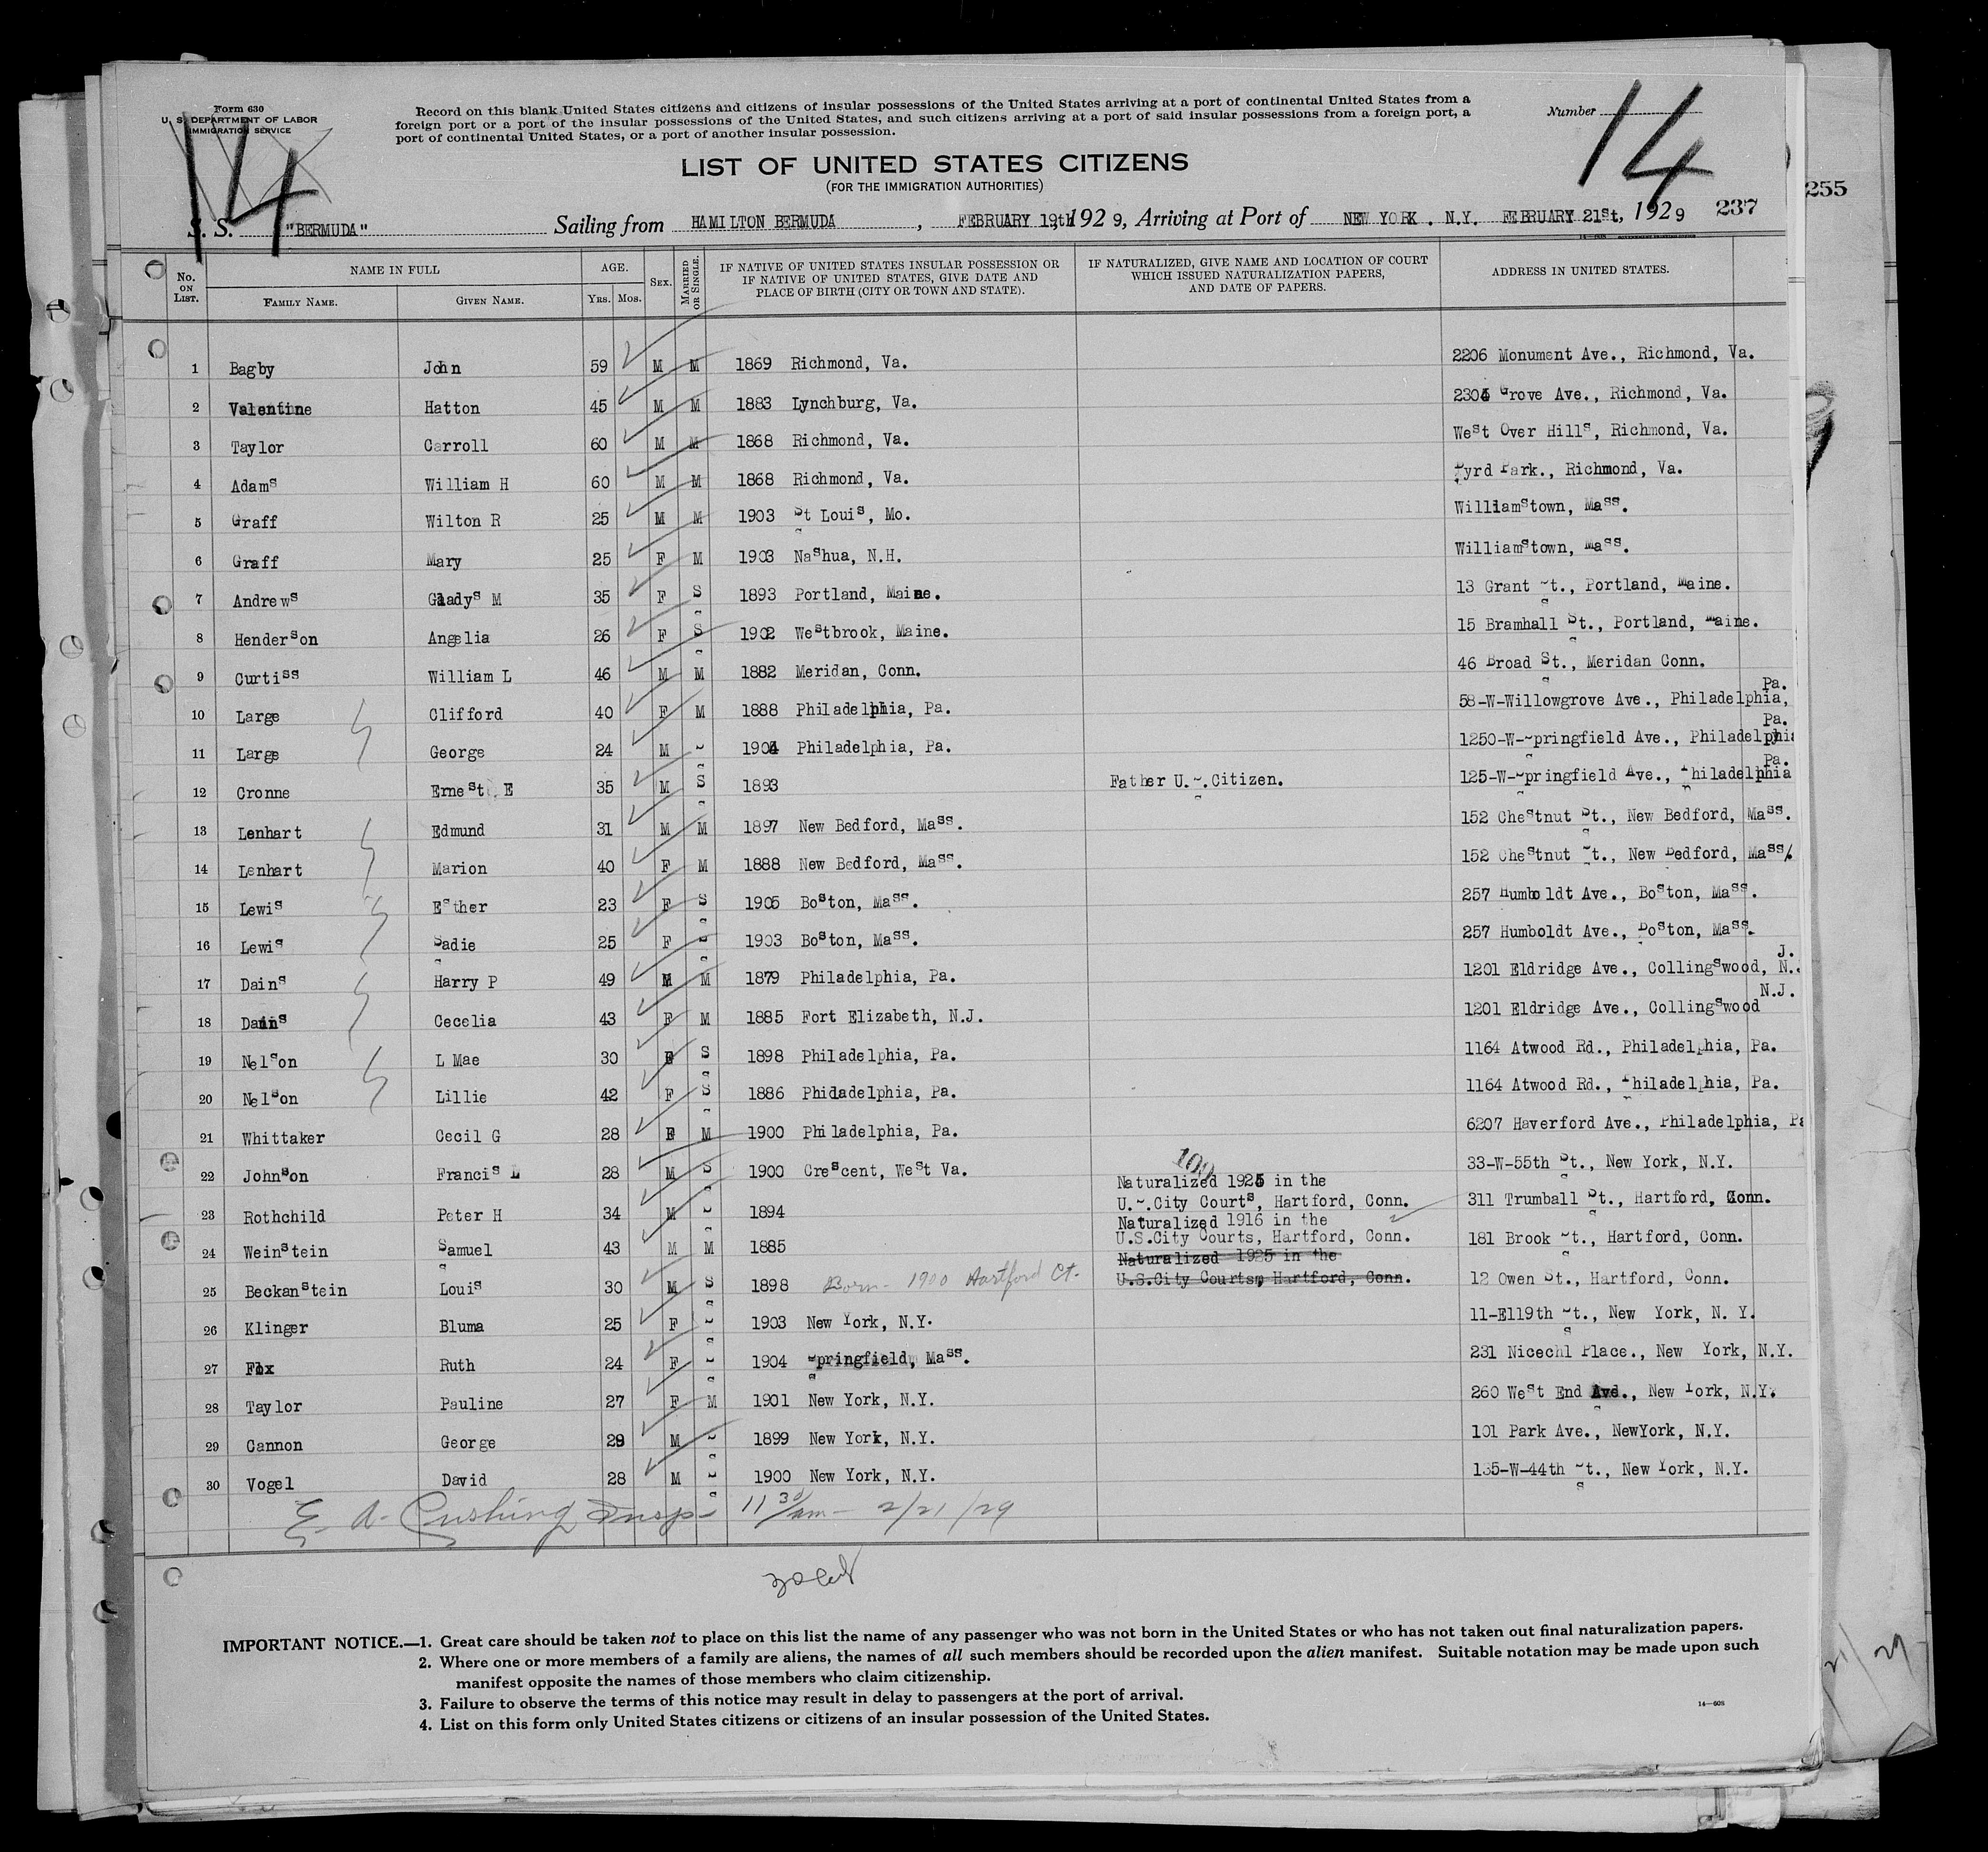 Form 630
U. S. DEPARTMENT OF LABOR
IMMIGRATION SERVICE
Record on this blank United States citizens and citizens of insular possessions of the United States arriving at a port of continental United States from a
foreign port or a port of the insular possessions of the United States, and such citizens arriving at a port of said insular possessions from a foreign port, a
port of continental United States, or a port of another insular possession.
Number 14
14
LIST OF UNITED STATES CITIZENS
(FOR THE IMMIGRATION AUTHORITIES)
255
S. S. "BERMUDA" Sailing from HAMILTON BERMUDA, FEBRUARY 19th, 1929, Arriving at Port of NEW YORK. N.Y. FEBRUARY 21st, 1929 237
No. ON LIST. NAME IN FULL FAMILY NAME. GIVEN NAME. AGE. Yrs. Mos. SEX. MARRIED OR SINGLE. IF NATIVE OF UNITED STATES INSULAR POSSESSION OR IF NATIVE OF UNITED STATES, GIVE DATE AND PLACE OF BIRTH (CITY OR TOWN AND STATE). IF NATURALIZED, GIVE NAME AND LOCATION OF COURT WHICH ISSUED NATURALIZATION PAPERS, AND DATE OF PAPERS. ADDRESS IN UNITED STATES.
1 Bagby John 59 M M 1869 Richmond, Va. 2206 Monument Ave., Richmond, Va.
2 Valentine Hatton 45 M M 1883 Lynchburg, Va. Grove Ave., Richmond, Va.
3 Taylor Carroll 60 M M 1868 Richmond, Va. West Over Hills, Richmond, Va.
4 Adams William H 60 M M 1868 Richmond, Va. Byrd Park., Richmond, Va.
5 Graff Wilton R 25 M M 1903 St Louis, Mo. Williamstown, Mass.
6 Graff Mary 25 F M 1903 Nashua, N.H. Williamstown, Mass.
7 Andrews Gladys M 35 F S 1893 Portland, Maine. 13 Grant St., Portland, Maine.
8 Henderson Angelia 26 F S 1902 Westbrook, Maine. 15 Bramhall St., Portland, Maine.
9 Curtiss William L 46 M M 1882 Meridan, Conn. 46 Broad St., Meridan Conn.
10 Large Clifford 40 F M 1888 Philadelphia, Pa. 58-W-Willowgrove Ave., Philadelphia, Pa.
11 Large George 24 M S 1904 Philadelphia, Pa. 1250-W-Springfield Ave., Philadelphia Pa.
12 Cronne Ernest E 35 M S 1893 Father U.S.Citizen. 125-W-Springfield Ave., Philadelphia Pa.
13 Lenhart Edmund 31 M M 1897 New Bedford, Mass. 152 Chestnut St., New Bedford, Mass.
14 Lenhart Marion 40 F M 1888 New Bedford, Mass. 152 Chestnut St., New Bedford, Mass/.
15 Lewis Esther 23 F S 1905 Boston, Mass. 257 Humboldt Ave., Boston, Mass.
16 Lewis Sadie 25 F S 1903 Boston, Mass. 257 Humboldt Ave., Boston, Mass.
17 Dains Harry P 49 M M 1879 Philadelphia, Pa. 1201 Eldridge Ave., Collingswood, N. J.
18 Dains Cecelia 43 F M 1885 Fort Elizabeth, N.J. 1201 Eldridge Ave., Collingswood N.J.
19 Nelson L Mae 30 F S 1898 Philadelphia, Pa. 1164 Atwood Rd., Philadelphia, Pa.
20 Nelson Lillie 42 F S 1886 Phidadelphia, Pa. 1164 Atwood Rd., Philadelphia, Pa.
21 Whittaker Cecil G 28 M 1900 Philadelphia, Pa. 6207 Haverford Ave., Philadelphia, Pa
22 Johnson Francis L 28 M S 1900 Crescent, West Va. 33-W-55th St., New York, N.Y.
23 Rothchild Peter H 34 M S 1894 Naturalized 1925 in the U.S.City Courts, Hartford, Conn. 311 Trumball St., Hartford, Conn.
24 Weinstein Samuel 43 M M 1885 Naturalized 1916 in the U.S.City Courts, Hartford, Conn. 181 Brook St., Hartford, Conn.
25 Beckanstein Louis 30 M S 1898 Born - 1900 Hartford Ct. Naturalized 1925 in the U.S.City Courts, Hartford, Conn. 12 Owen St., Hartford, Conn.
26 Klinger Bluma 25 F S 1903 New York, N.Y. 11-E119th St., New York, N. Y.
27 Fox Ruth 24 F S 1904 Springfield, Mass. 231 Place., New York, N.Y.
28 Taylor Pauline 27 F M 1901 New York, N.Y. 260 West End Ave., New York, N.Y.
29 Cannon George 29 M S 1899 New York, N.Y. 101 Park Ave., NewYork, N.Y.
30 Vogel David 28 M S 1900 New York, N.Y. 135-W-44th St., New York, N.Y.
E. A. Cushing Insp- 11 30/am - 2/21/29
IMPORTANT NOTICE.—1. Great care should be taken not to place on this list the name of any passenger who was not born in the United States or who has not taken out final naturalization papers.
2. Where one or more members of a family are aliens, the names of all such members should be recorded upon the alien manifest. Suitable notation may be made upon such
manifest opposite the names of those members who claim citizenship.
3. Failure to observe the terms of this notice may result in delay to passengers at the port of arrival.
4. List on this form only United States citizens or citizens of an insular possession of the United States.
14—608